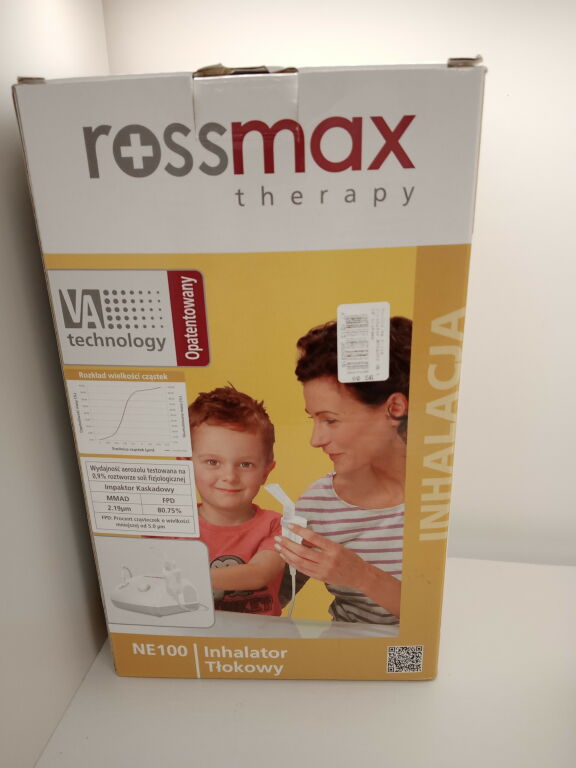 rossmax
therapy
VA
technology
Opatentowany
INHALACJA
Rozkład wielkości cząstek
Wydajność aerozolu testowana na
0,9% roztworze soli fizjologicznej
Impaktor Kaskadowy
MMAD FPD
2.19µm 80.75%
FPD: Procent cząsteczek o wielkości
mniejszej od 5.0 µm
NE100 Inhalator
Tłokowy